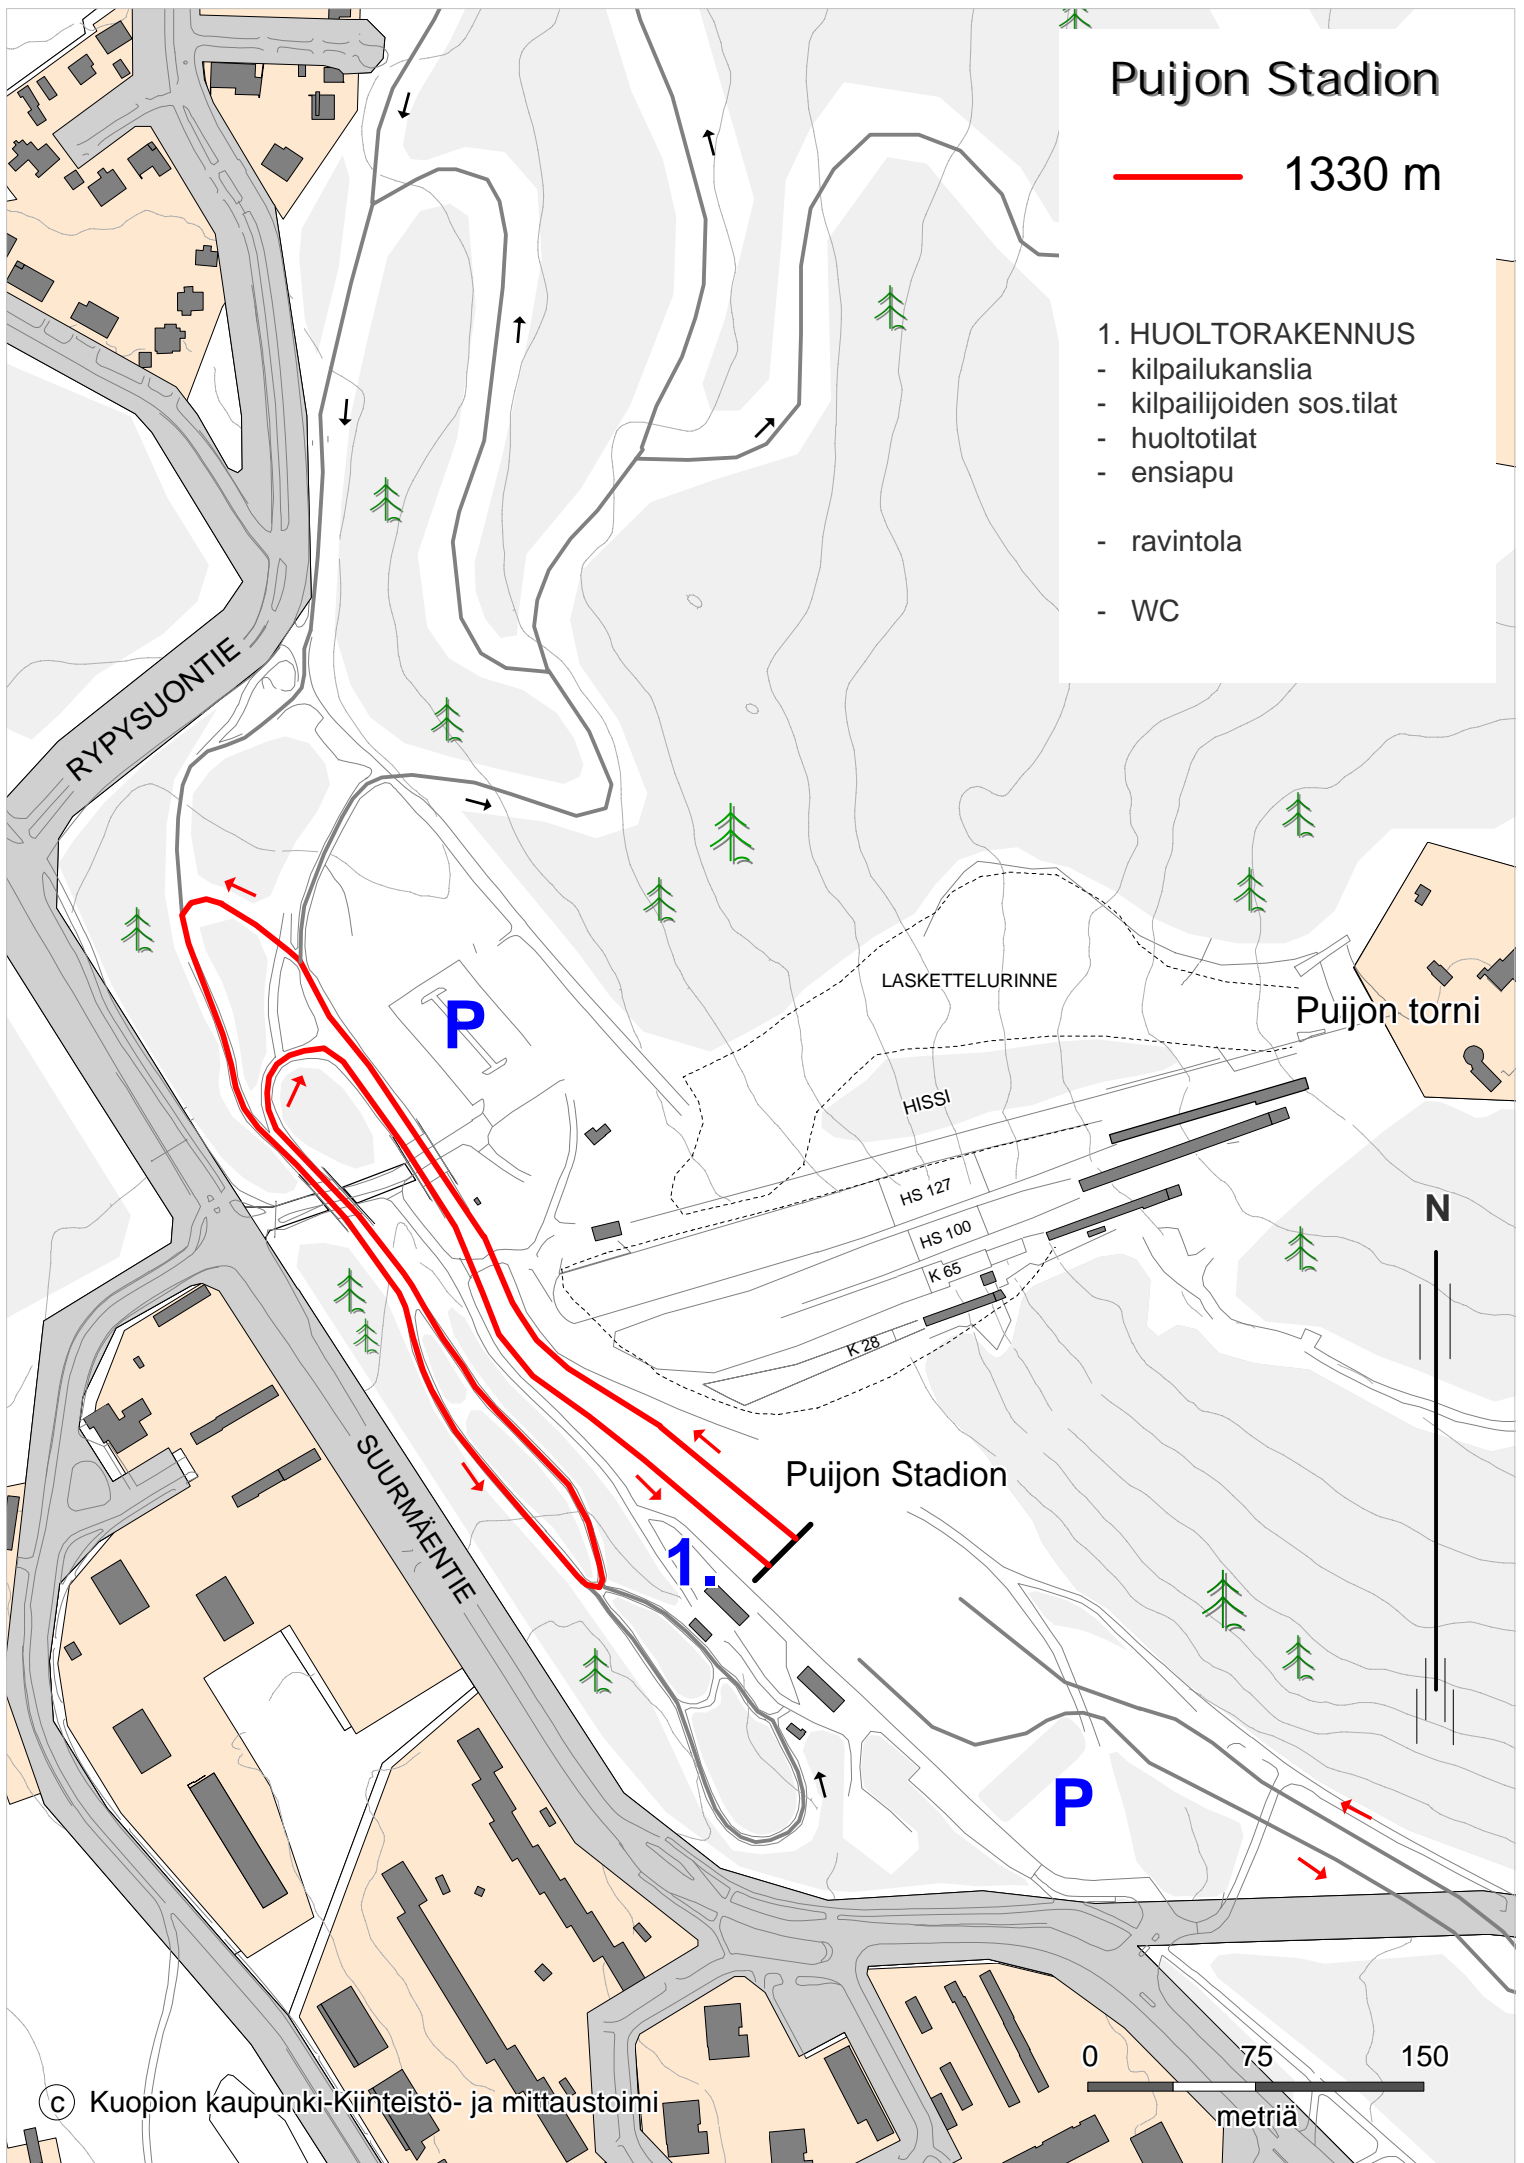 Puijon Stadion
1330 m
1. HUOLTORAKENNUS
- kilpailukanslia
- kilpailijoiden sos.tilat
- huoltotilat
- ensiapu
- ravintola
- WC
RYPYSUONTIE
P
LASKETTELURINNE
Puijon torni
HISSI
HS 127
HS 100
K 65
K 28
N
SUURMÄENTIE
Puijon Stadion
1.
P
0 75 150
metriä
c Kuopion kaupunki-Kiinteistö- ja mittaustoimi